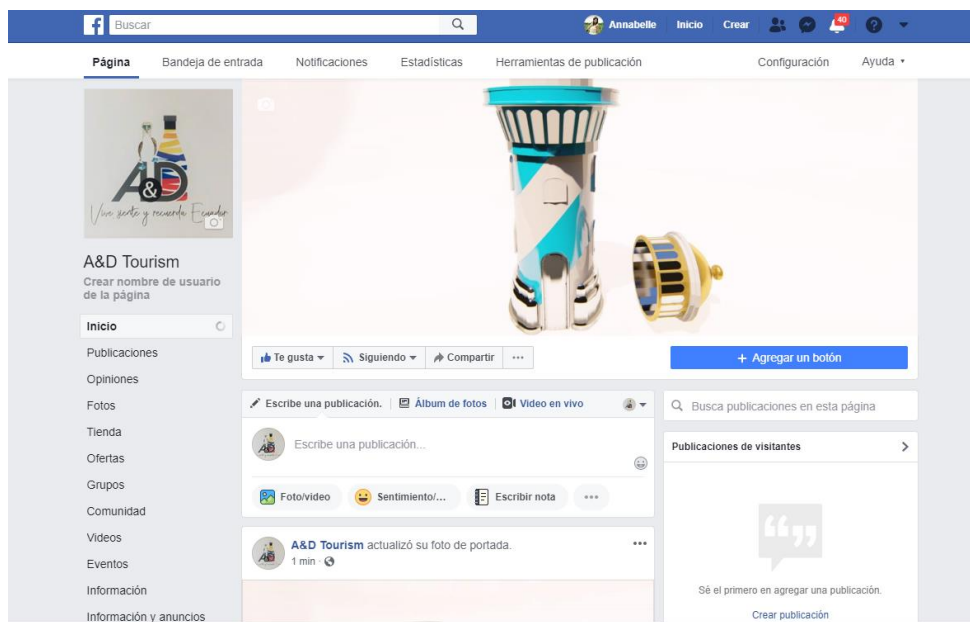 Buscar
Annabelle
Inicio
Crear
40
Página
Bandeja de entrada
Notificaciones
Estadísticas
Herramientas de publicación
Configuración
Ayuda
A&D
Vive siente y recuerda Ecuador
A&D Tourism
Crear nombre de usuario
de la página
Inicio
Publicaciones
Opiniones
Fotos
Tienda
Ofertas
Grupos
Comunidad
Videos
Eventos
Información
Información y anuncios
Te gusta
Siguiendo
Compartir
+ Agregar un botón
Escribe una publicación.
Álbum de fotos
Video en vivo
Escribe una publicación...
Foto/video
Sentimiento/...
Escribir nota
A&D Tourism actualizó su foto de portada.
1 min ·
Busca publicaciones en esta página
Publicaciones de visitantes
Sé el primero en agregar una publicación.
Crear publicación